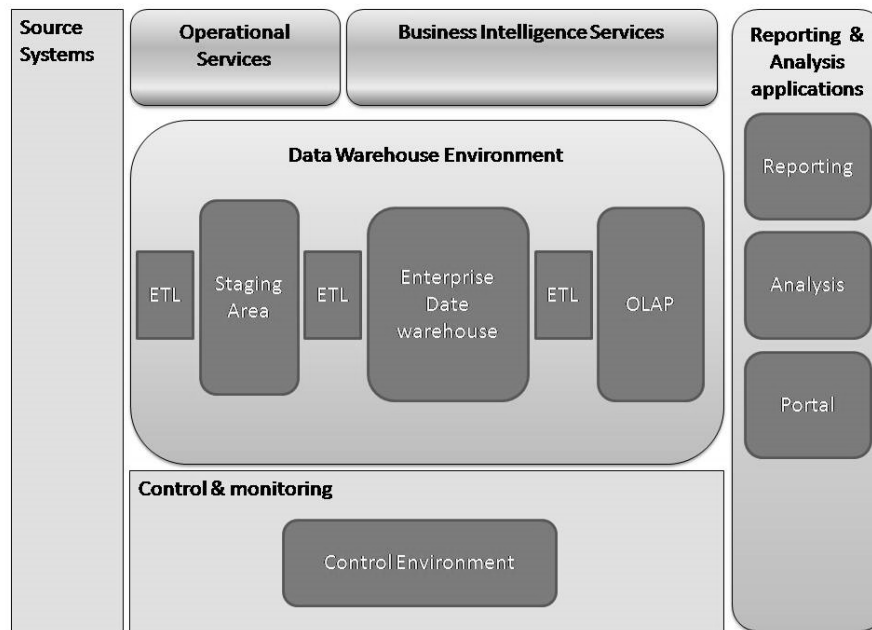 Source
Systems
Operational
Services
Business Intelligence Services
Reporting &
Analysis
applications
Data Warehouse Environment
ETL
Staging
Area
ETL
Enterprise
Date
warehouse
ETL
OLAP
Reporting
Analysis
Portal
Control & monitoring
Control Environment